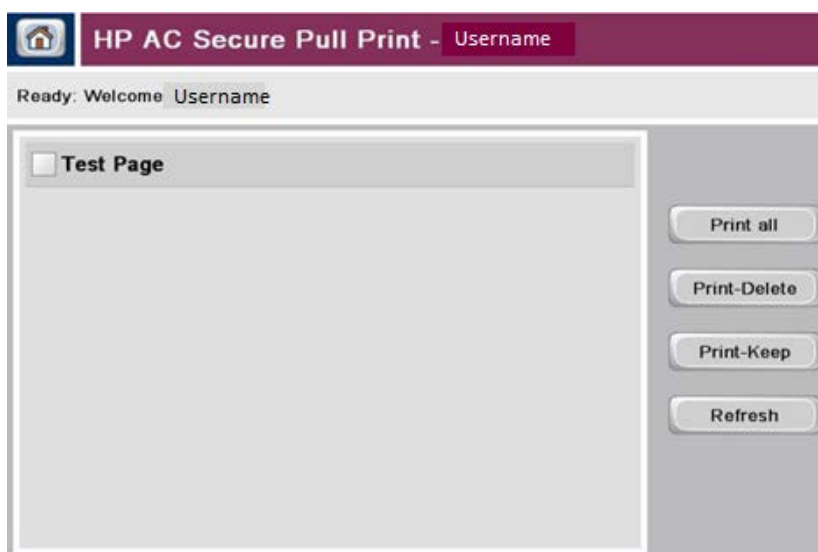 HP AC Secure Pull Print - Username
Ready: Welcome Username
Test Page
Print all
Print-Delete
Print-Keep
Refresh